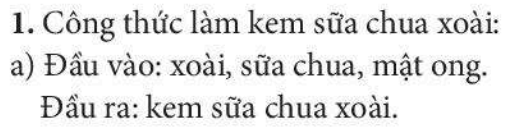 1. Công thức làm kem sữa chua xoài:
a) Đầu vào: xoài, sữa chua, mật ong.
Đầu ra: kem sữa chua xoài.